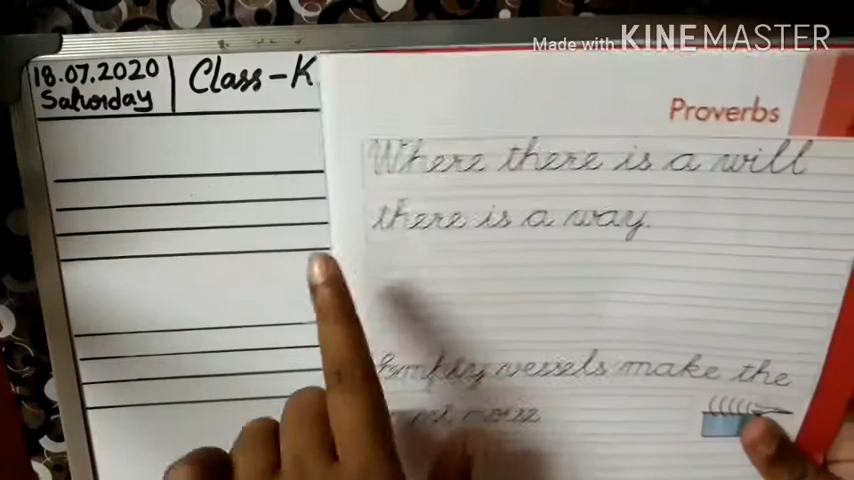 Made with KINEMASTER
18.07.2020
Saturday
Class-K
Proverbs
Where there is a will
there is a way.
Empty vessels make the